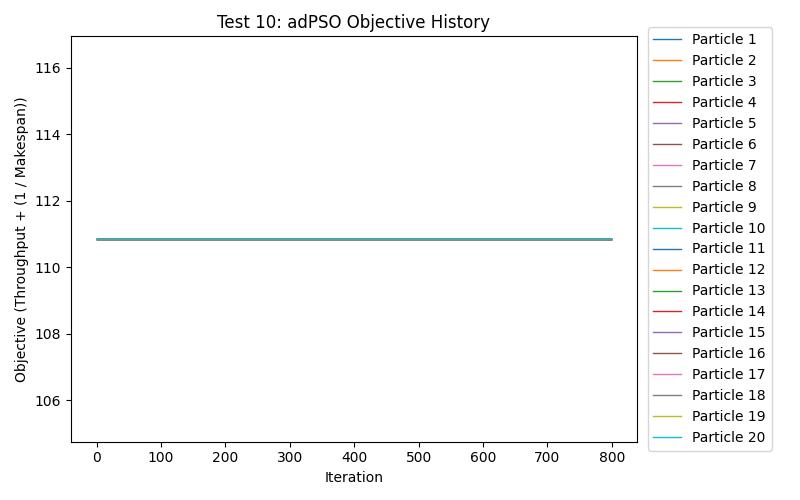 Test 10: adPSO Objective History
Objective (Throughput + (1 / Makespan))
116
114
112
110
108
106
0 100 200 300 400 500 600 700 800
Iteration
Particle 1
Particle 2
Particle 3
Particle 4
Particle 5
Particle 6
Particle 7
Particle 8
Particle 9
Particle 10
Particle 11
Particle 12
Particle 13
Particle 14
Particle 15
Particle 16
Particle 17
Particle 18
Particle 19
Particle 20